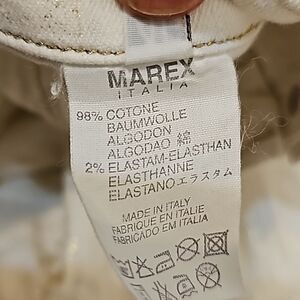 MAREX
ITALIA
98% COTONE
BAUMWOLLE
ALGODON
ALGODAO 綿
2% ELASTAM-ELASTHAN
ELASTHANNE
ELASTANO エラスタム
MADE IN ITALY
FABRIQUE EN ITALIE
FABRICADO EM ITALIA